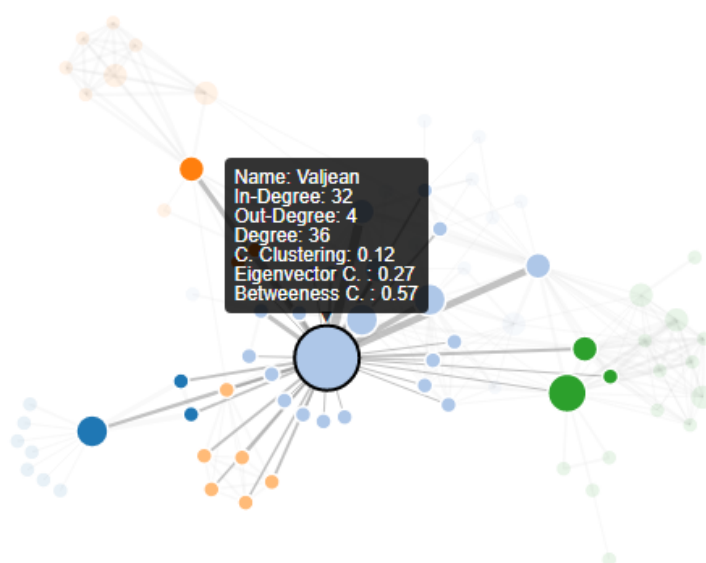 Name: Valjean
In-Degree: 32
Out-Degree: 4
Degree: 36
C. Clustering: 0.12
Eigenvector C. : 0.27
Betweeness C. : 0.57